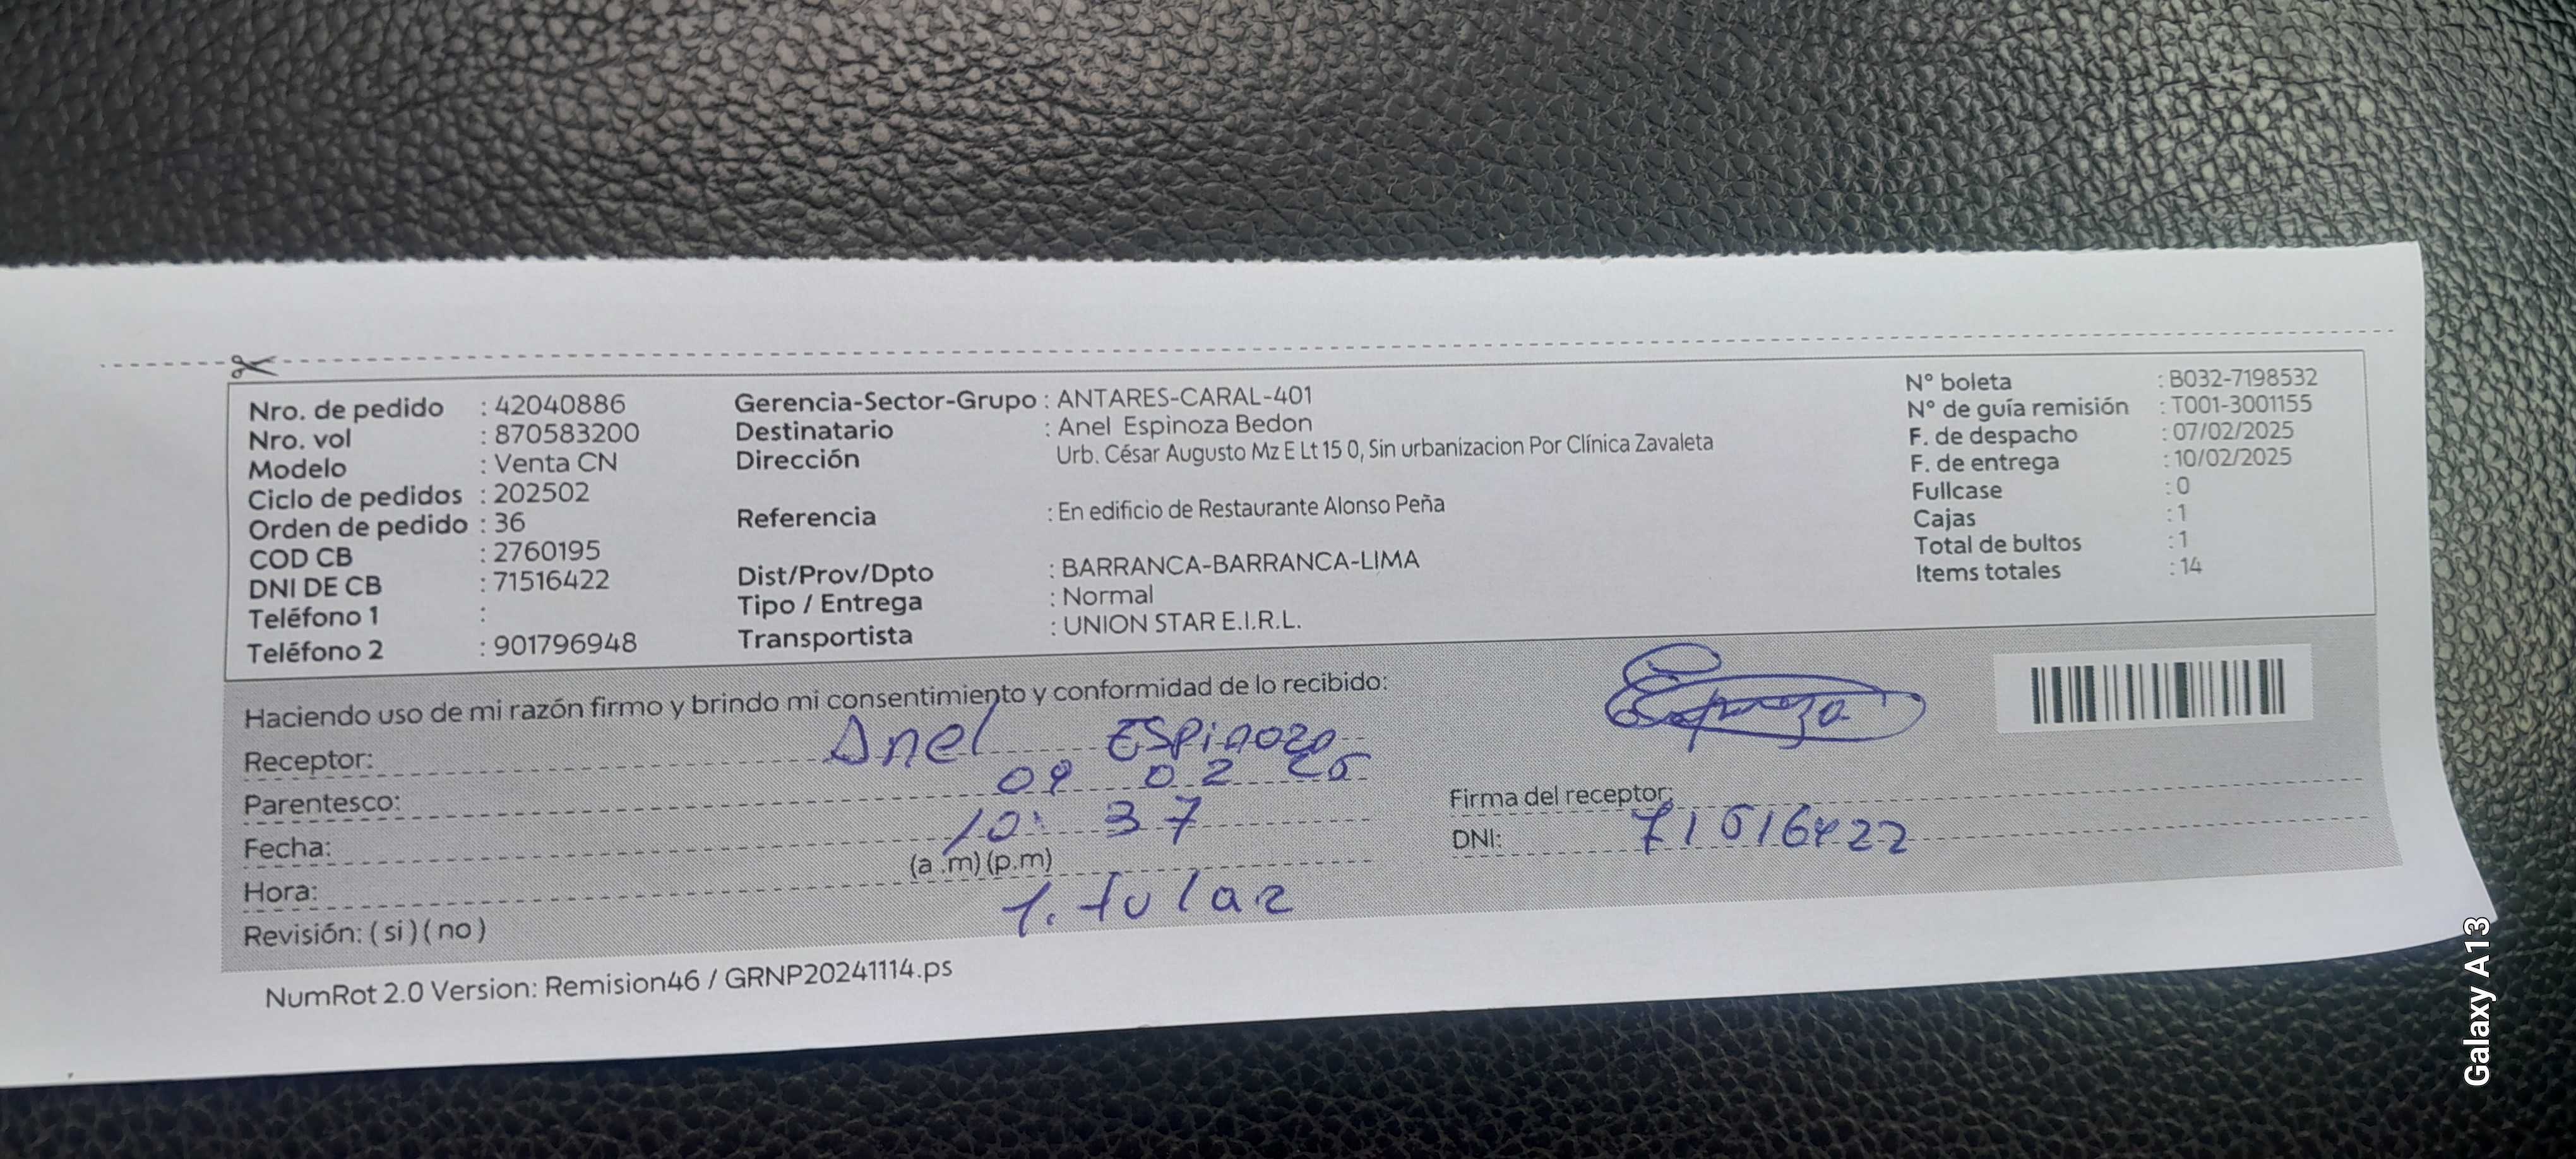 Nro. de pedido : 42040886
Nro. vol : 870583200
Modelo : Venta CN
Ciclo de pedidos : 202502
Orden de pedido : 36
COD CB : 2760195
DNI DE CB : 71516422
Teléfono 1 :
Teléfono 2 : 901796948
Gerencia-Sector-Grupo : ANTARES-CARAL-401
Destinatario : Anel Espinoza Bedon
Dirección Urb. César Augusto Mz E Lt 15 0, Sin urbanizacion Por Clínica Zavaleta
Referencia : En edificio de Restaurante Alonso Peña
Dist/Prov/Dpto : BARRANCA-BARRANCA-LIMA
Tipo / Entrega : Normal
Transportista : UNION STAR E.I.R.L.
N° boleta : B032-7198532
N° de guía remisión : T001-3001155
F. de despacho : 07/02/2025
F. de entrega : 10/02/2025
Fullcase : 0
Cajas : 1
Total de bultos : 1
Items totales : 14
Haciendo uso de mi razón firmo y brindo mi consentimiento y conformidad de lo recibido:
Receptor: Anel Espinoza
Parentesco: 02 25
Fecha: 10: 37
Hora: (a .m) (p.m)
Revisión: ( si ) ( no ) Titular
Espinoza
Firma del receptor:
DNI: 71516422
NumRot 2.0 Version: Remision46 / GRNP20241114.ps
Galaxy A13